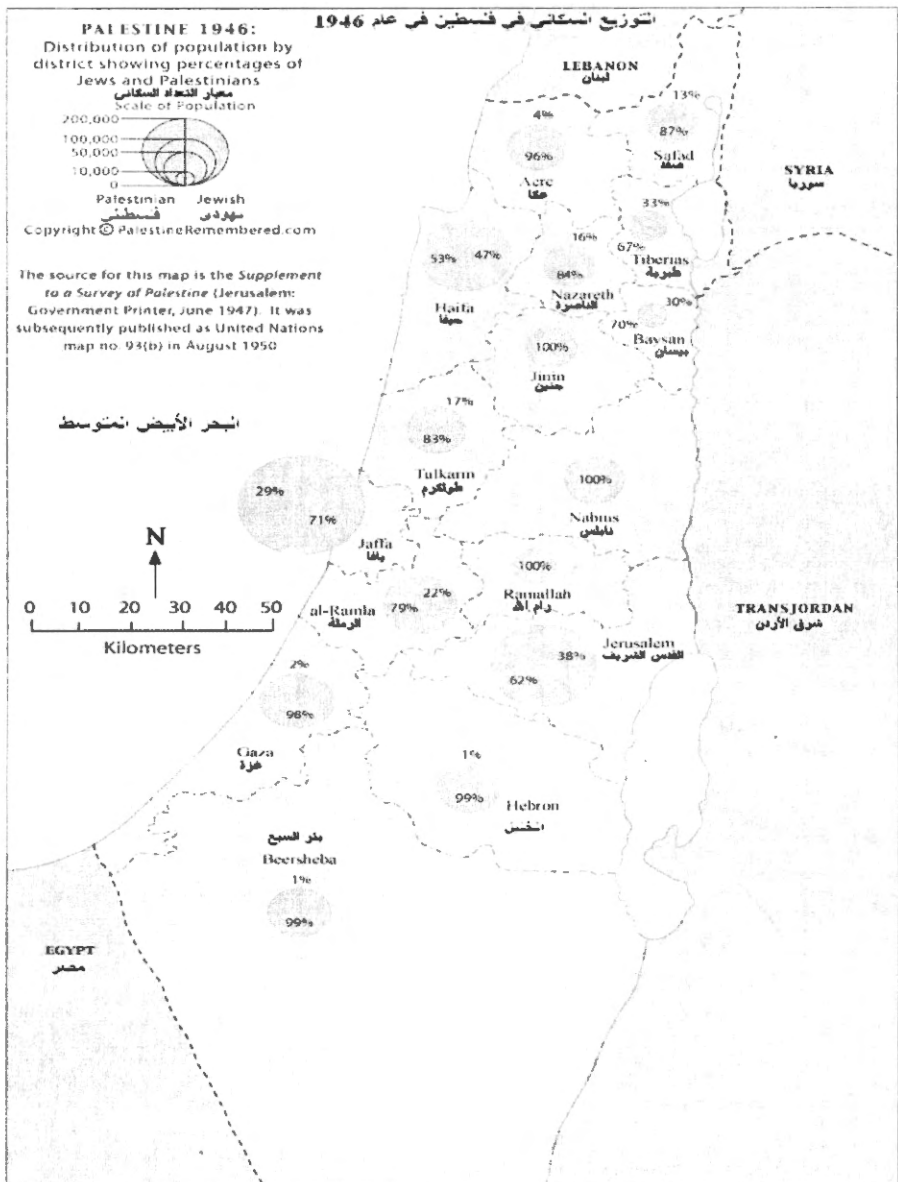 التوزيع السكاني في فلسطين في عام 1946
PALESTINE 1946:
Distribution of population by
district showing percentages of
Jews and Palestinians
معيار التعداد السكاني
Scale of Population
200,000
100,000
50,000
10,000
0
Palestinian Jewish
فلسطيني يهودي
Copyright © PalestineRemembered.com
The source for this map is the Supplement
to a Survey of Palestine (Jerusalem:
Government Printer, June 1947). It was
subsequently published as United Nations
map no. 93(b) in August 1950
LEBANON
لبنان
13%
87%
Safad
صفد
4%
96%
Acre
عكا
SYRIA
سوريا
33%
67%
Tiberias
طبرية
16%
84%
Nazareth
الناصرة
53% 47%
Haifa
حيفا
30%
70%
Baysan
بيسان
100%
Jinin
جنين
البحر الأبيض المتوسط
17%
83%
Tulkarm
طولكرم
29%
71%
Jaffa
يافا
100%
Nablus
نابلس
N
0 10 20 30 40 50
Kilometers
100%
Ramallah
رام الله
22%
79%
al-Ramla
الرملة
TRANSJORDAN
شرق الأردن
Jerusalem
القدس الشريف
38%
62%
2%
98%
Gaza
غزة
1%
99%
Hebron
الخليل
بئر السبع
Beersheba
1%
99%
EGYPT
مصر